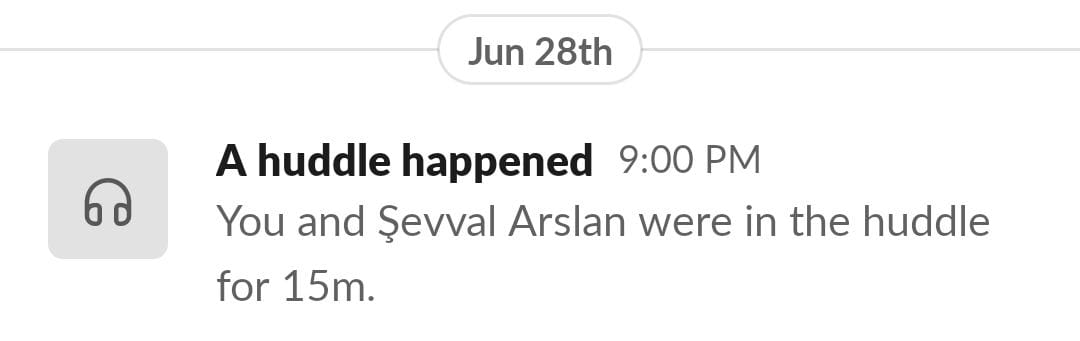 Jun 28th
A huddle happened 9:00 PM
You and Şevval Arslan were in the huddle
for 15m.